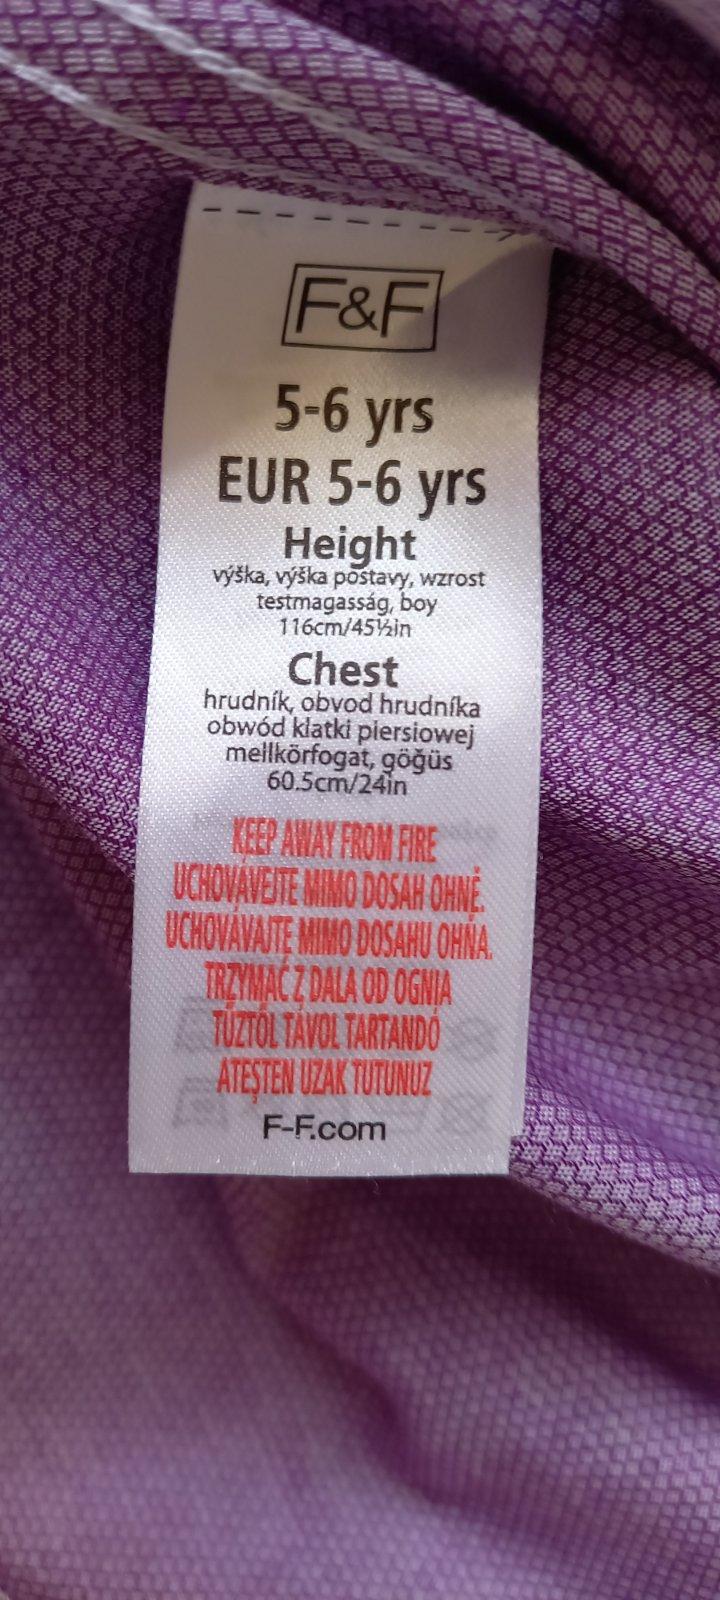 F&F
5-6 yrs
EUR 5-6 yrs
Height
výška, výška postavy, wzrost
testmagasság, boy
116cm/45½in
Chest
hrudník, obvod hrudníka
obwód klatki piersiowej
mellkörfogat, göğüs
60.5cm/24in
KEEP AWAY FROM FIRE
UCHOVÁVEJTE MIMO DOSAH OHNĚ.
UCHOVÁVAJTE MIMO DOSAHU OHŇA.
TRZYMAĆ Z DALA OD OGNIA
TŰZTŐL TÁVOL TARTANDÓ
ATEŞTEN UZAK TUTUNUZ
F-F.com